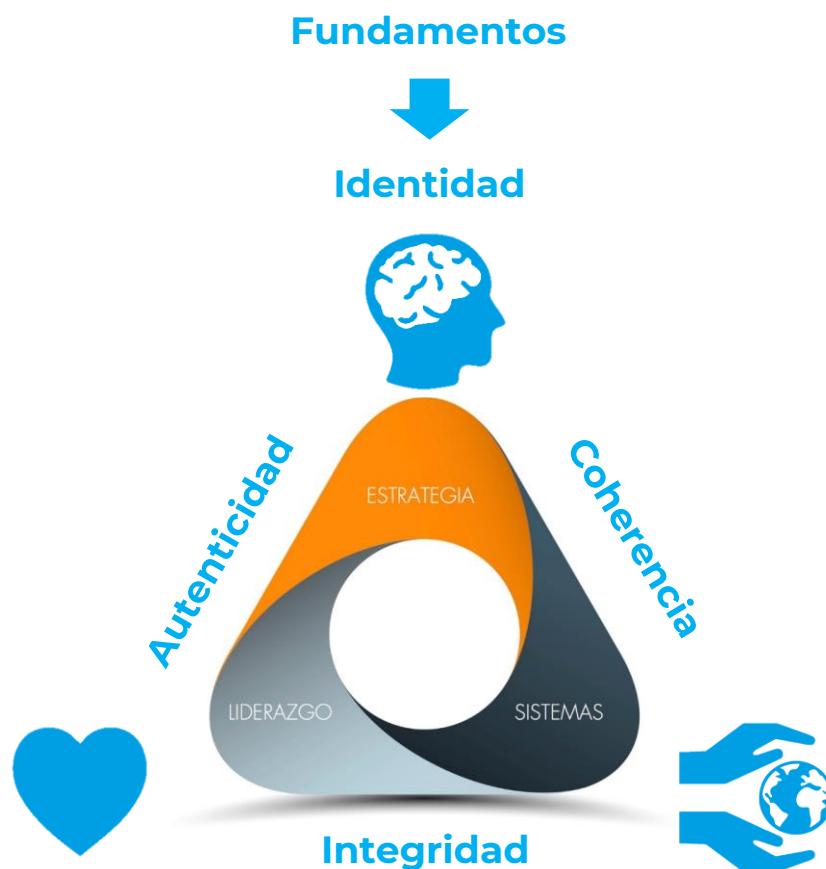 Fundamentos
Identidad
Autenticidad
Coherencia
ESTRATEGIA
LIDERAZGO
SISTEMAS
Integridad